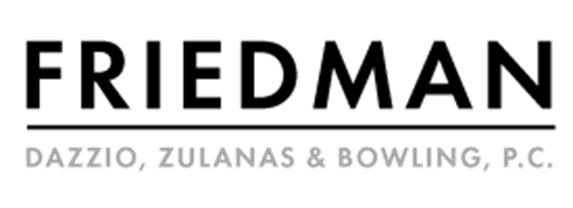 FRIEDMAN
DAZZIO, ZULANAS & BOWLING, P.C.